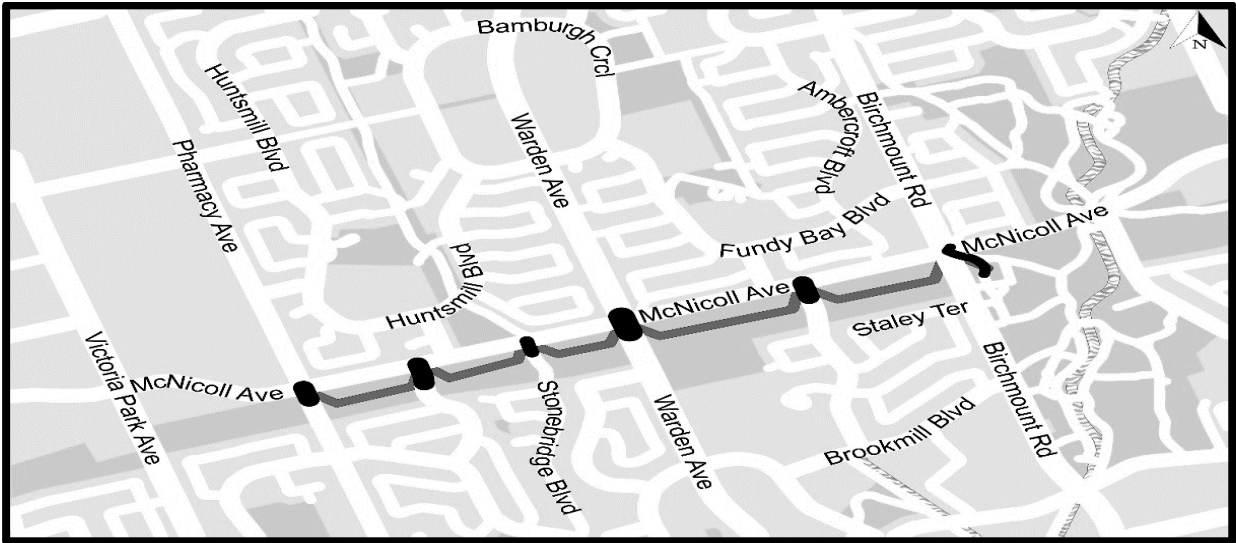 Bamburgh Crcl
N
Huntsmill Blvd
Ambercroft Blvd
Birchmount Rd
Warden Ave
Pharmacy Ave
McNicoll Ave
Fundy Bay Blvd
Huntsmill Blvd
McNicoll Ave
Staley Ter
Victoria Park Ave
McNicoll Ave
Stonebridge Blvd
Warden Ave
Birchmount Rd
Brookmill Blvd